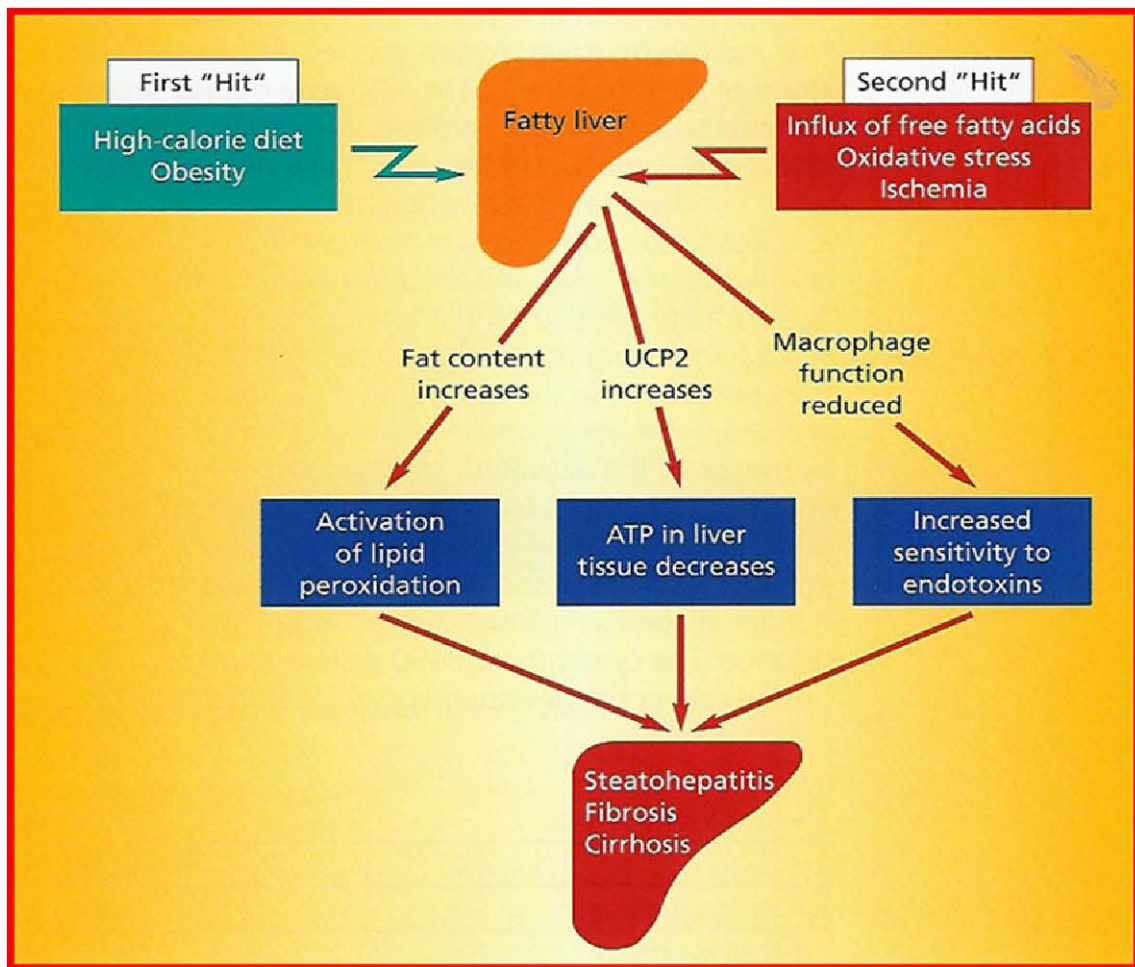 First "Hit"
High-calorie diet
Obesity
Fatty liver
Second "Hit"
Influx of free fatty acids
Oxidative stress
Ischemia
Fat content
increases
UCP2
increases
Macrophage
function
reduced
Activation
of lipid
peroxidation
ATP in liver
tissue decreases
Increased
sensitivity to
endotoxins
Steatohepatitis
Fibrosis
Cirrhosis